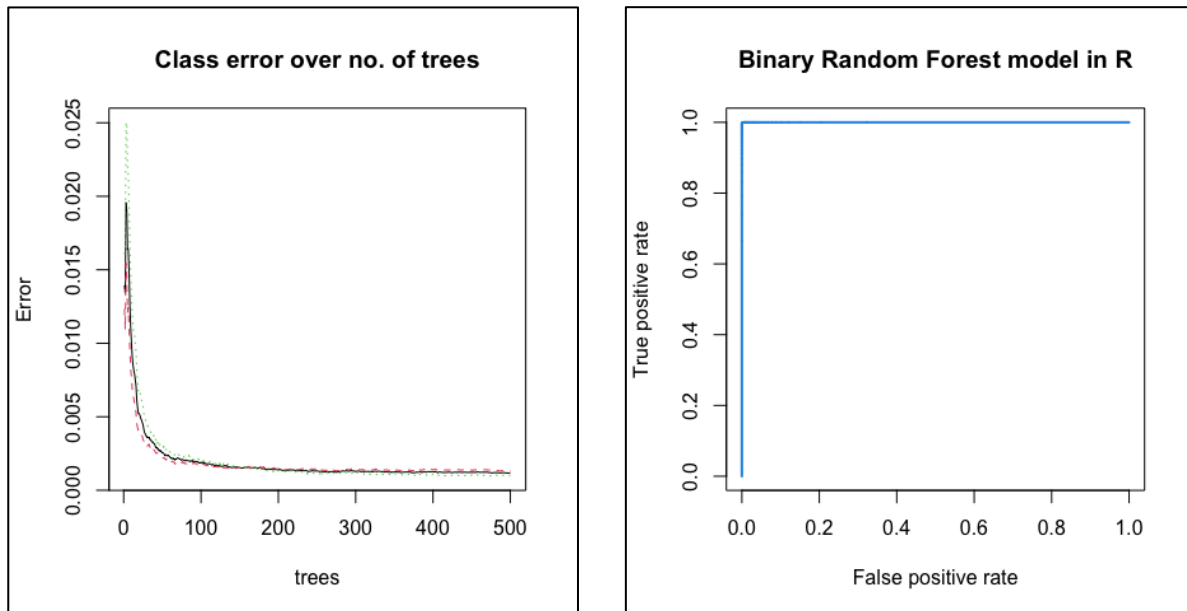 Class error over no. of trees
Error
0.025
0.020
0.015
0.010
0.005
0.000
0 100 200 300 400 500
trees
Binary Random Forest model in R
True positive rate
1.0
0.8
0.6
0.4
0.2
0.0
0.0 0.2 0.4 0.6 0.8 1.0
False positive rate